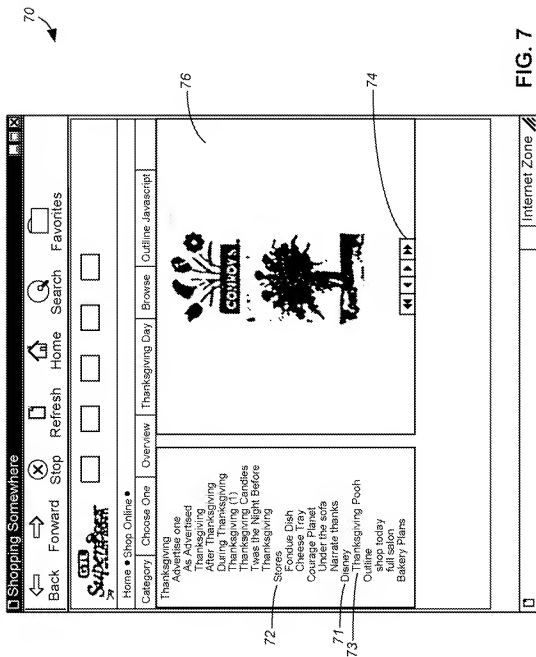 70
Shopping Somewhere
Back Forward Stop Refresh Home Search Favorites
Home • Shop Online •
Category Choose One Overview Thanksgiving Day Browse Outline Javascript
Thanksgiving
Advertise one
As Advertised
Thanksgiving
After Thanksgiving
During Thanksgiving
Thanksgiving (1)
Thanksgiving Candles
Twas the Night Before
Thanksgiving
72
Stores
Fondue Dish
Cheese Tray
Courage Planet
Under the sofa
Narrate thanks
71
Disney
73
Thanksgiving Pooh
Outline
shop today
full salon
Bakery Plans
CONROY'S
76
74
Internet Zone
FIG. 7